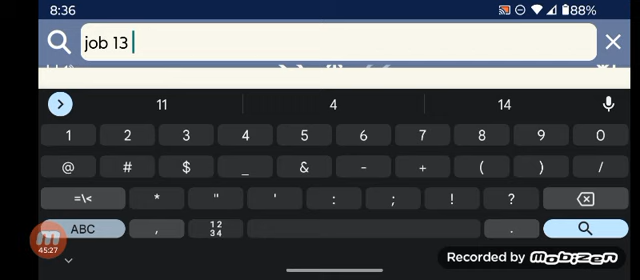 8:36 88%
job 13
11 4 14
1 2 3 4 5 6 7 8 9 0
@ # $ _ & - + ( ) /
=\< * " ' : ; ! ?
ABC , 12 34 .
45:27
Recorded by mobizen